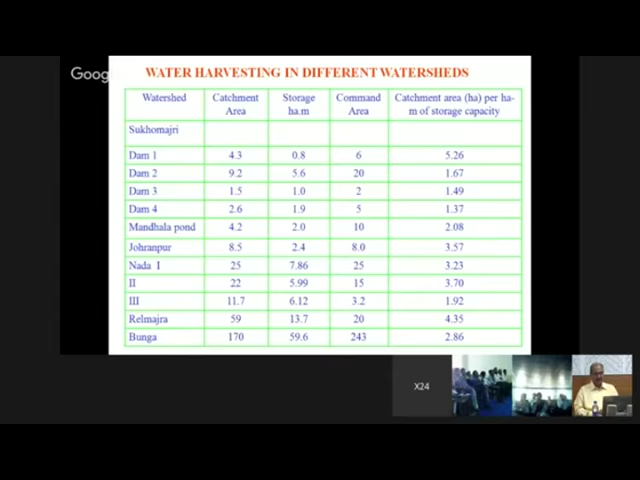 Goog
WATER HARVESTING IN DIFFERENT WATERSHEDS
Watershed Catchment Area Storage ha.m Command Area Catchment area (ha) per ha-m of storage capacity
Sukhomajri
Dam 1 4.3 0.8 6 5.26
Dam 2 9.2 5.6 20 1.67
Dam 3 1.5 1.0 2 1.49
Dam 4 2.6 1.9 5 1.37
Mandhala pond 4.2 2.0 10 2.08
Johranpur 8.5 2.4 8.0 3.57
Nada I 25 7.86 25 3.23
II 22 5.99 15 3.70
III 11.7 6.12 3.2 1.92
Relmajra 59 13.7 20 4.35
Bunga 170 59.6 243 2.86
X24